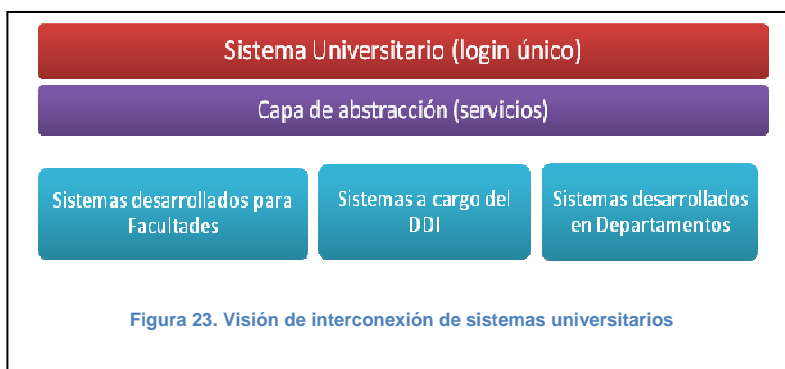 Sistema Universitario (login único)
Capa de abstracción (servicios)
Sistemas desarrollados para
Facultades
Sistemas a cargo del
DDI
Sistemas desarrollados
en Departamentos
Figura 23. Visión de interconexión de sistemas universitarios